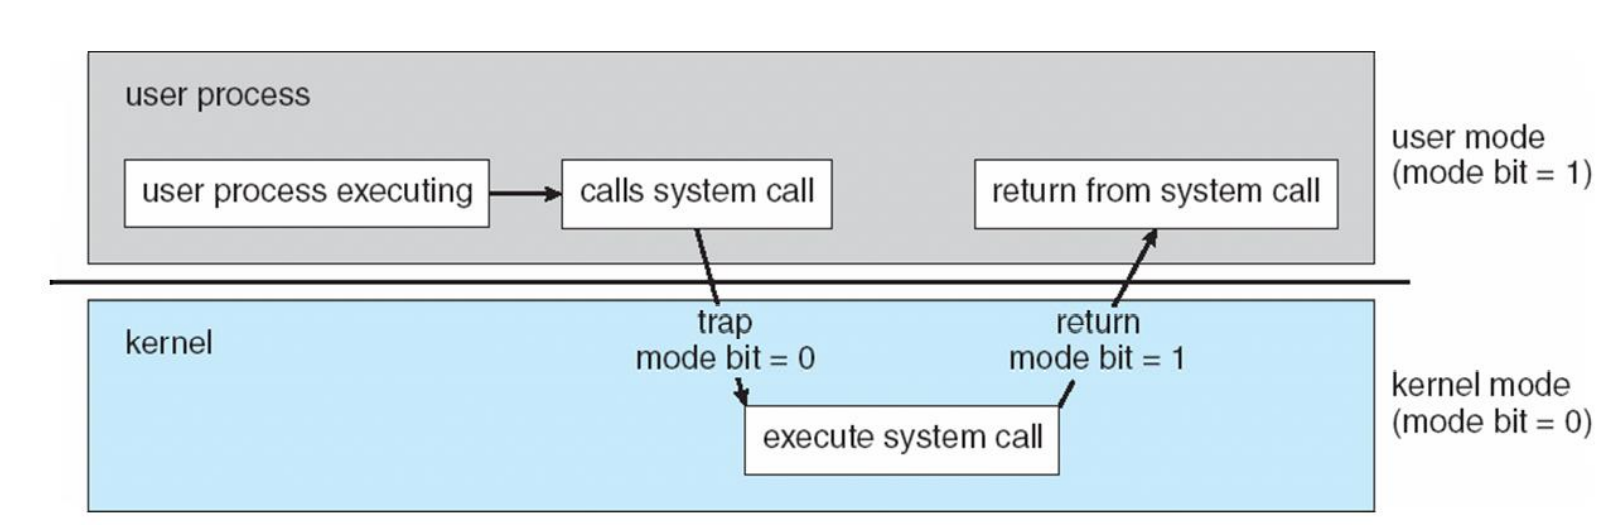 user process
user process executing
calls system call
return from system call
user mode
(mode bit = 1)
kernel
trap
mode bit = 0
return
mode bit = 1
execute system call
kernel mode
(mode bit = 0)